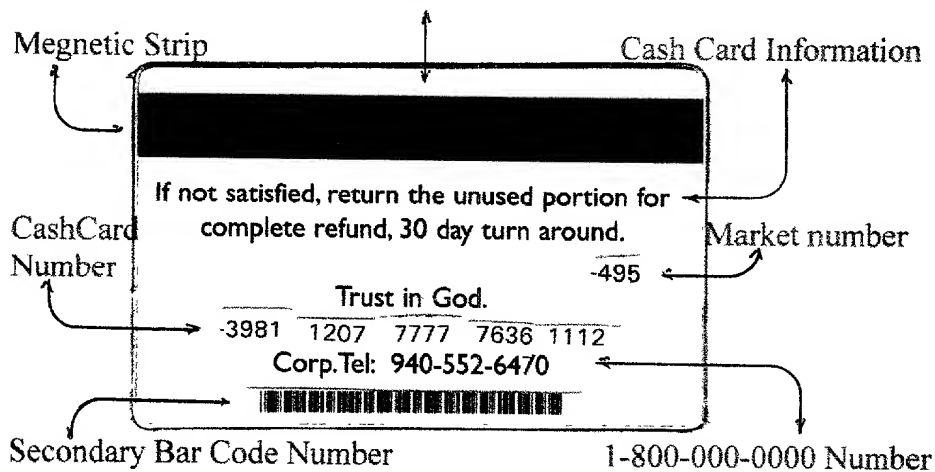 Megnetic Strip
Cash Card Information
If not satisfied, return the unused portion for
complete refund, 30 day turn around.
CashCard
Number
Market number
-495
Trust in God.
-3981 1207 7777 7636 1112
Corp.Tel: 940-552-6470
Secondary Bar Code Number
1-800-000-0000 Number